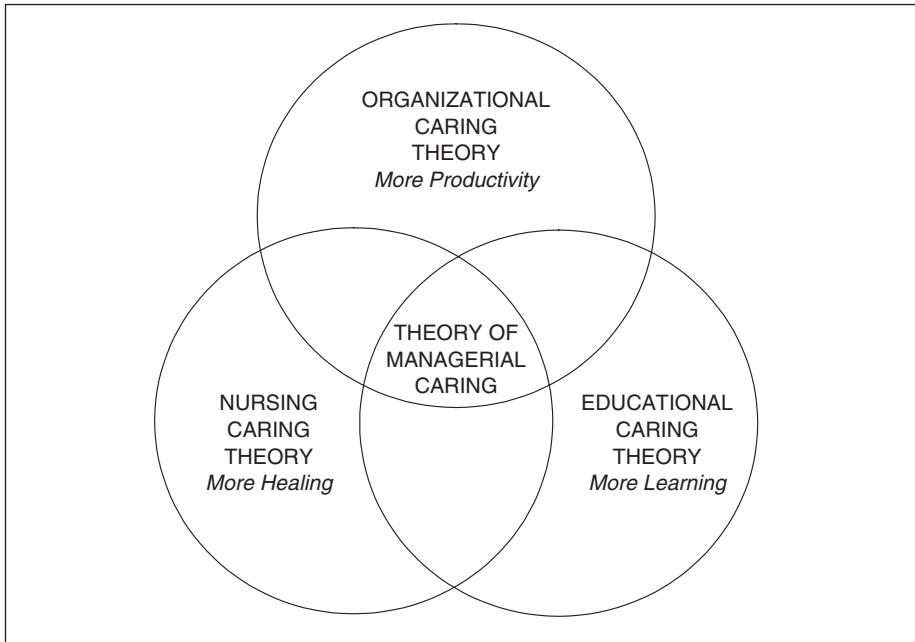 ORGANIZATIONAL
CARING
THEORY
More Productivity
THEORY OF
MANAGERIAL
CARING
NURSING
CARING
THEORY
More Healing
EDUCATIONAL
CARING
THEORY
More Learning